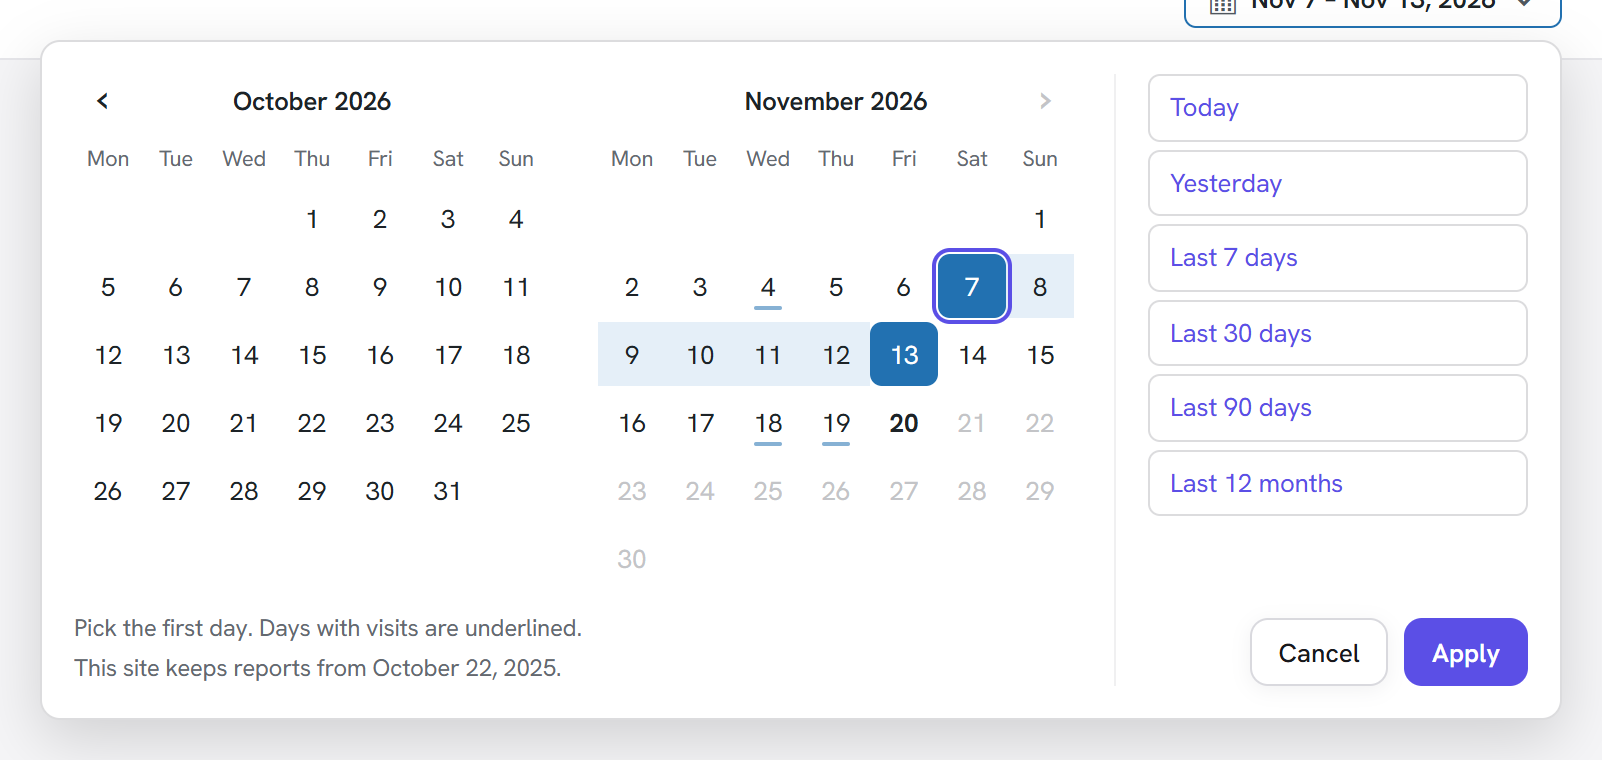 Nov 7 – Nov 13, 2026
October 2026
Mon Tue Wed Thu Fri Sat Sun
1 2 3 4
5 6 7 8 9 10 11
12 13 14 15 16 17 18
19 20 21 22 23 24 25
26 27 28 29 30 31
November 2026
Mon Tue Wed Thu Fri Sat Sun
1
2 3 4 5 6 7 8
9 10 11 12 13 14 15
16 17 18 19 20 21 22
23 24 25 26 27 28 29
30
Today
Yesterday
Last 7 days
Last 30 days
Last 90 days
Last 12 months
Pick the first day. Days with visits are underlined.
This site keeps reports from October 22, 2025.
Cancel
Apply